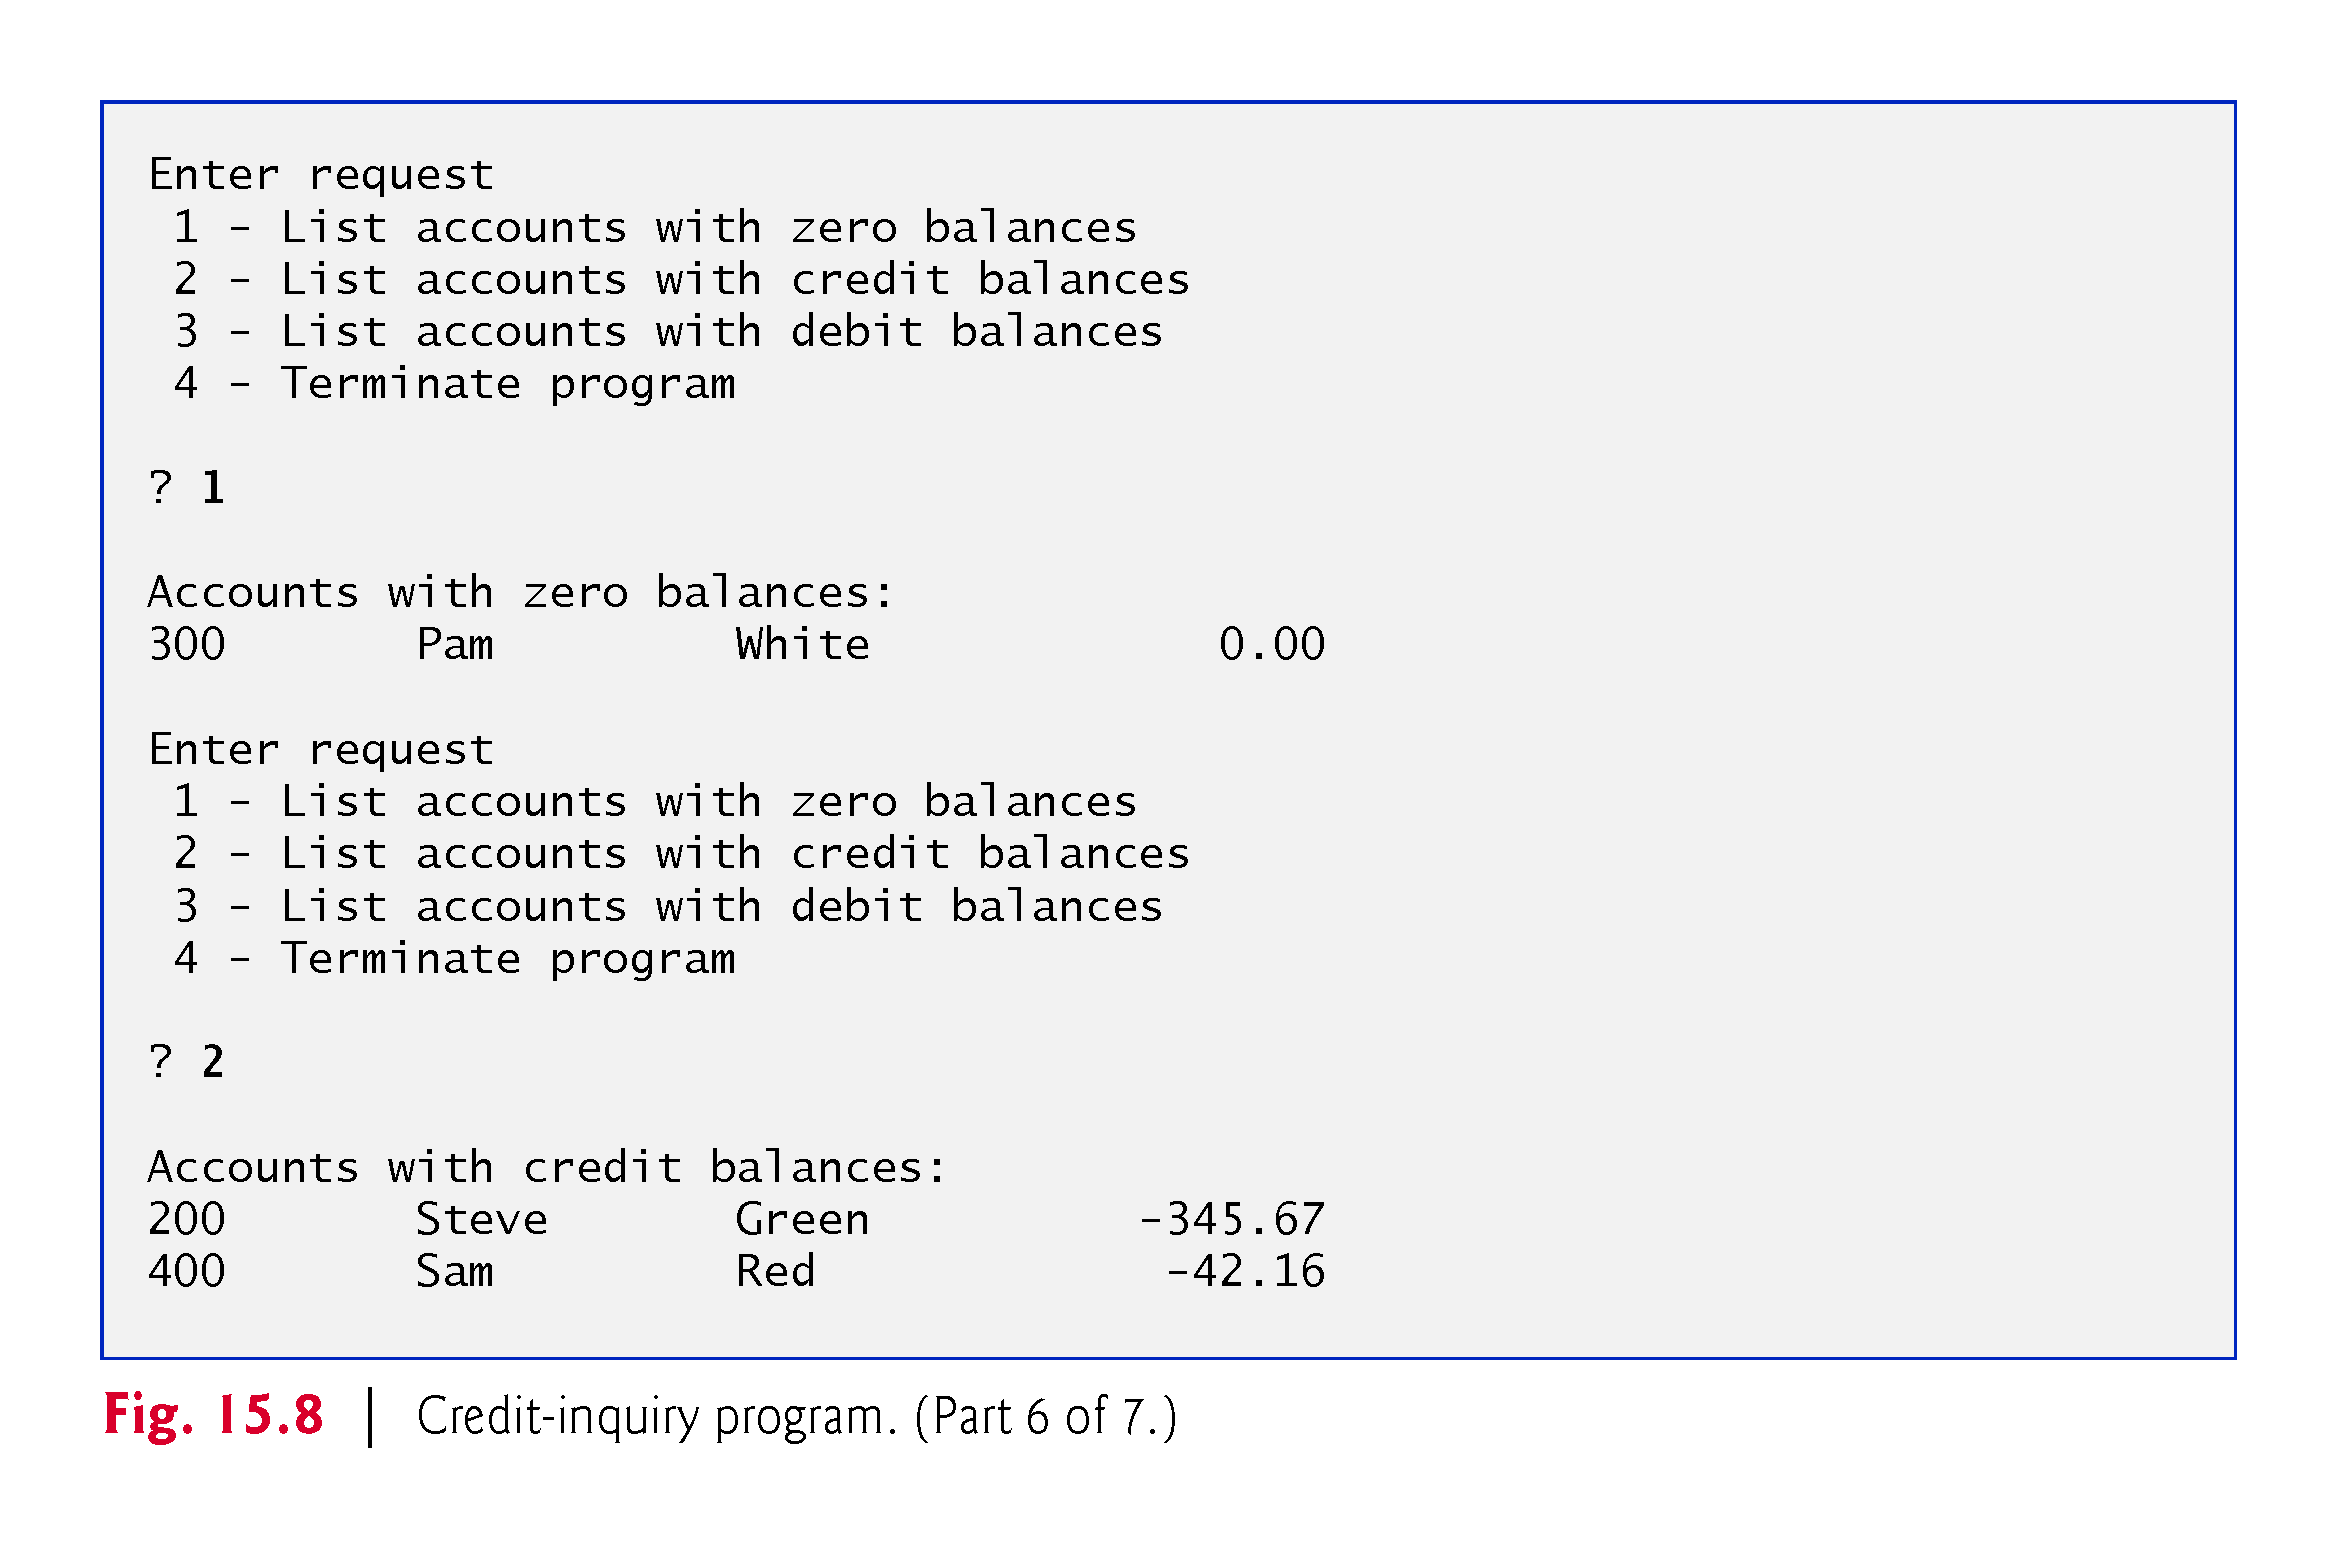 Enter request
 1 - List accounts with zero balances
 2 - List accounts with credit balances
 3 - List accounts with debit balances
 4 - Terminate program
? 1
Accounts with zero balances:
300       Pam         White             0.00
Enter request
 1 - List accounts with zero balances
 2 - List accounts with credit balances
 3 - List accounts with debit balances
 4 - Terminate program
? 2
Accounts with credit balances:
200       Steve       Green          -345.67
400       Sam         Red             -42.16
Fig. 15.8 | Credit-inquiry program. (Part 6 of 7.)